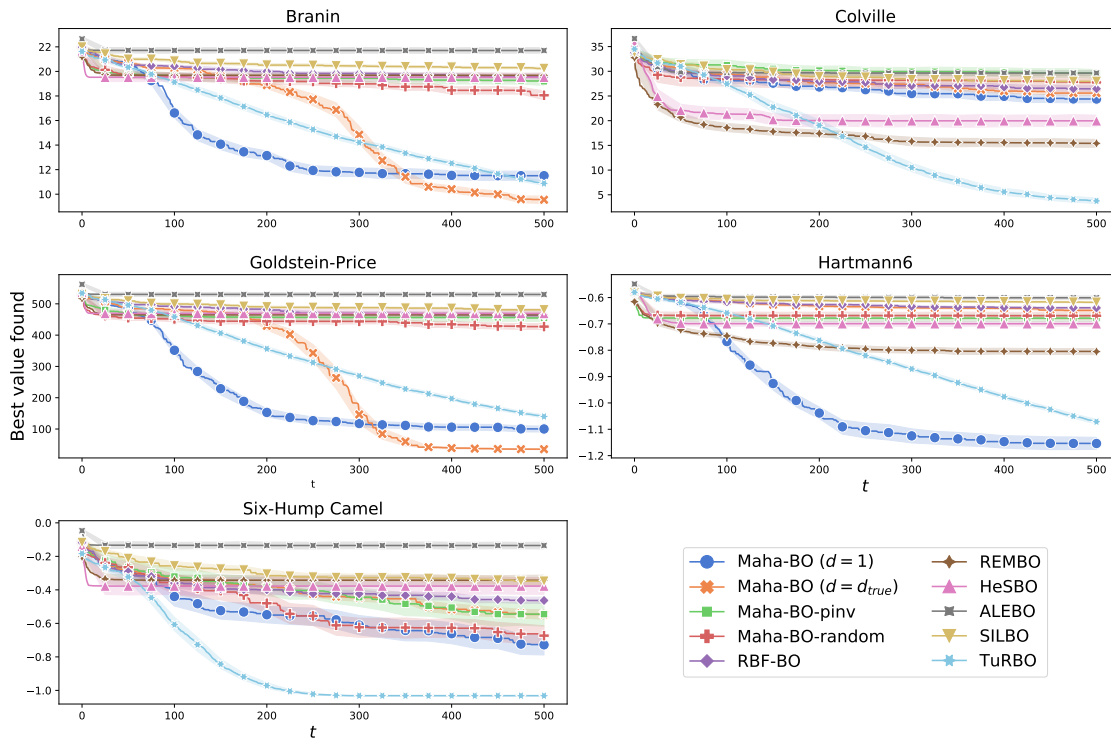 Branin
22
20
18
16
14
12
10
0 100 200 300 400 500
Colville
35
30
25
20
15
10
5
0 100 200 300 400 500
Best value found
Goldstein-Price
500
400
300
200
100
0 100 200 300 400 500
t
Hartmann6
−0.6
−0.7
−0.8
−0.9
−1.0
−1.1
−1.2
0 100 200 300 400 500
t
Six-Hump Camel
0.0
−0.2
−0.4
−0.6
−0.8
−1.0
0 100 200 300 400 500
t
Maha-BO (d = 1)
Maha-BO (d = d_true)
Maha-BO-pinv
Maha-BO-random
RBF-BO
REMBO
HeSBO
ALEBO
SILBO
TuRBO